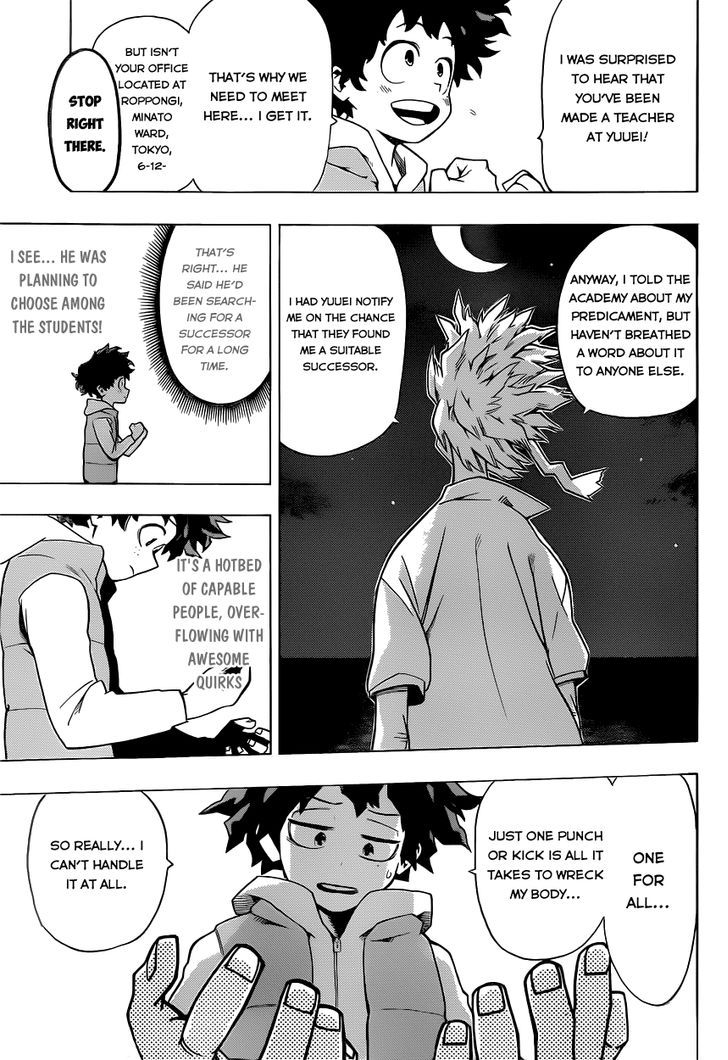 I WAS SURPRISED
TO HEAR THAT
YOU'VE BEEN
MADE A TEACHER
AT YUUEI!
THAT'S WHY WE
NEED TO MEET
HERE... I GET IT.
BUT ISN'T
YOUR OFFICE
LOCATED AT
ROPPONGI,
MINATO
WARD,
TOKYO,
6-12-
STOP
RIGHT
THERE.
ANYWAY, I TOLD THE
ACADEMY ABOUT MY
PREDICAMENT, BUT
HAVEN'T BREATHED
A WORD ABOUT IT
TO ANYONE ELSE.
I HAD YUUEI NOTIFY
ME ON THE CHANCE
THAT THEY FOUND
ME A SUITABLE
SUCCESSOR.
THAT'S
RIGHT... HE
SAID HE'D
BEEN SEARCH-
ING FOR A
SUCCESSOR
FOR A LONG
TIME.
I SEE... HE WAS
PLANNING TO
CHOOSE AMONG
THE STUDENTS!
IT'S A HOTBED
OF CAPABLE
PEOPLE, OVER-
FLOWING WITH
AWESOME
QUIRKS
ONE
FOR
ALL...
JUST ONE PUNCH
OR KICK IS ALL IT
TAKES TO WRECK
MY BODY...
SO REALLY... I
CAN'T HANDLE
IT AT ALL.